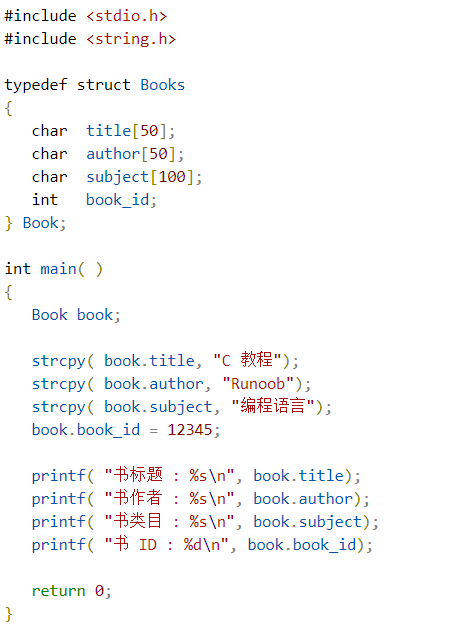 #include <stdio.h>
#include <string.h>

typedef struct Books
{
   char  title[50];
   char  author[50];
   char  subject[100];
   int   book_id;
} Book;

int main( )
{
   Book book;

   strcpy( book.title, "C 教程");
   strcpy( book.author, "Runoob");
   strcpy( book.subject, "编程语言");
   book.book_id = 12345;

   printf( "书标题 : %s\n", book.title);
   printf( "书作者 : %s\n", book.author);
   printf( "书类目 : %s\n", book.subject);
   printf( "书 ID : %d\n", book.book_id);

   return 0;
}